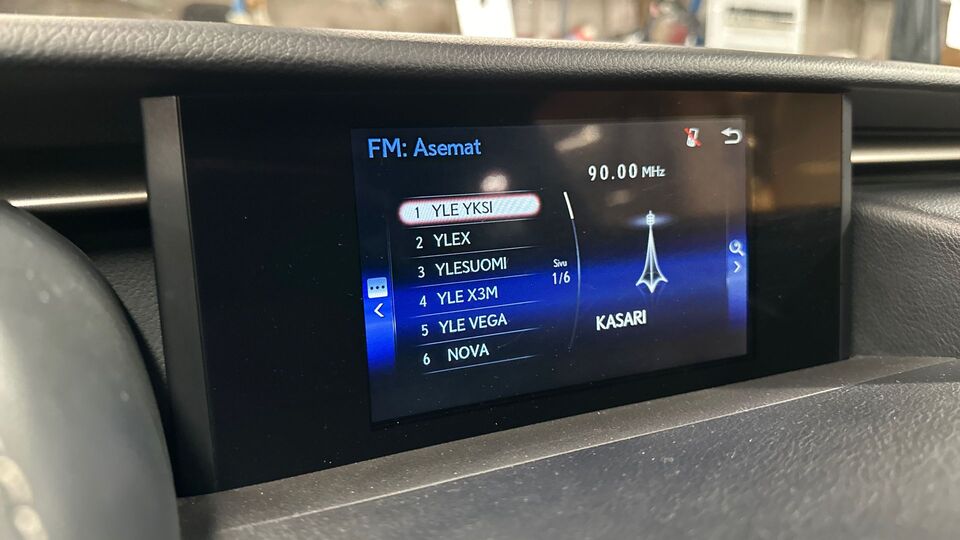 FM: Asemat
90.00 MHz
1 YLE YKSI
2 YLEX
3 YLESUOMI
4 YLE X3M
5 YLE VEGA
6 NOVA
Sivu
1/6
KASARI